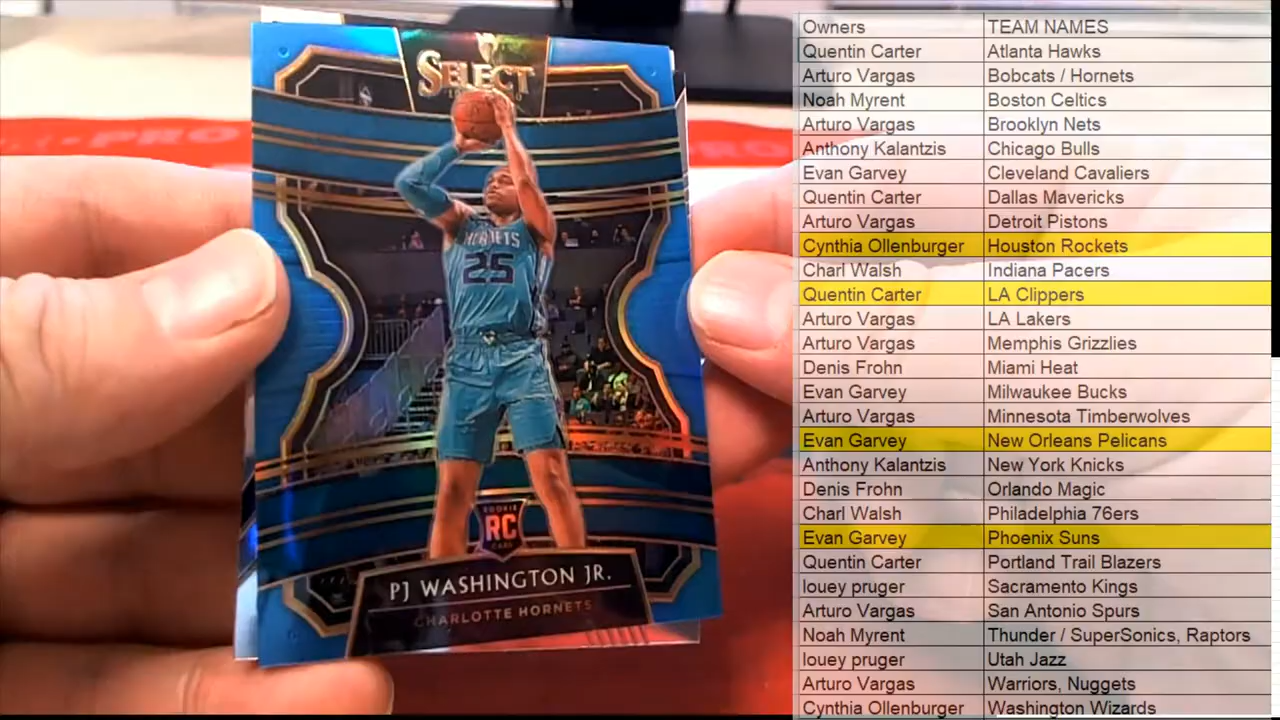 SELECT
HORNETS
25
ROOKIE
RC
CARD
PJ WASHINGTON JR.
CHARLOTTE HORNETS
PRO
PRO
Owners TEAM NAMES
Quentin Carter Atlanta Hawks
Arturo Vargas Bobcats / Hornets
Noah Myrent Boston Celtics
Arturo Vargas Brooklyn Nets
Anthony Kalantzis Chicago Bulls
Evan Garvey Cleveland Cavaliers
Quentin Carter Dallas Mavericks
Arturo Vargas Detroit Pistons
Cynthia Ollenburger Houston Rockets
Charl Walsh Indiana Pacers
Quentin Carter LA Clippers
Arturo Vargas LA Lakers
Arturo Vargas Memphis Grizzlies
Denis Frohn Miami Heat
Evan Garvey Milwaukee Bucks
Arturo Vargas Minnesota Timberwolves
Evan Garvey New Orleans Pelicans
Anthony Kalantzis New York Knicks
Denis Frohn Orlando Magic
Charl Walsh Philadelphia 76ers
Evan Garvey Phoenix Suns
Quentin Carter Portland Trail Blazers
louey pruger Sacramento Kings
Arturo Vargas San Antonio Spurs
Noah Myrent Thunder / SuperSonics, Raptors
louey pruger Utah Jazz
Arturo Vargas Warriors, Nuggets
Cynthia Ollenburger Washington Wizards